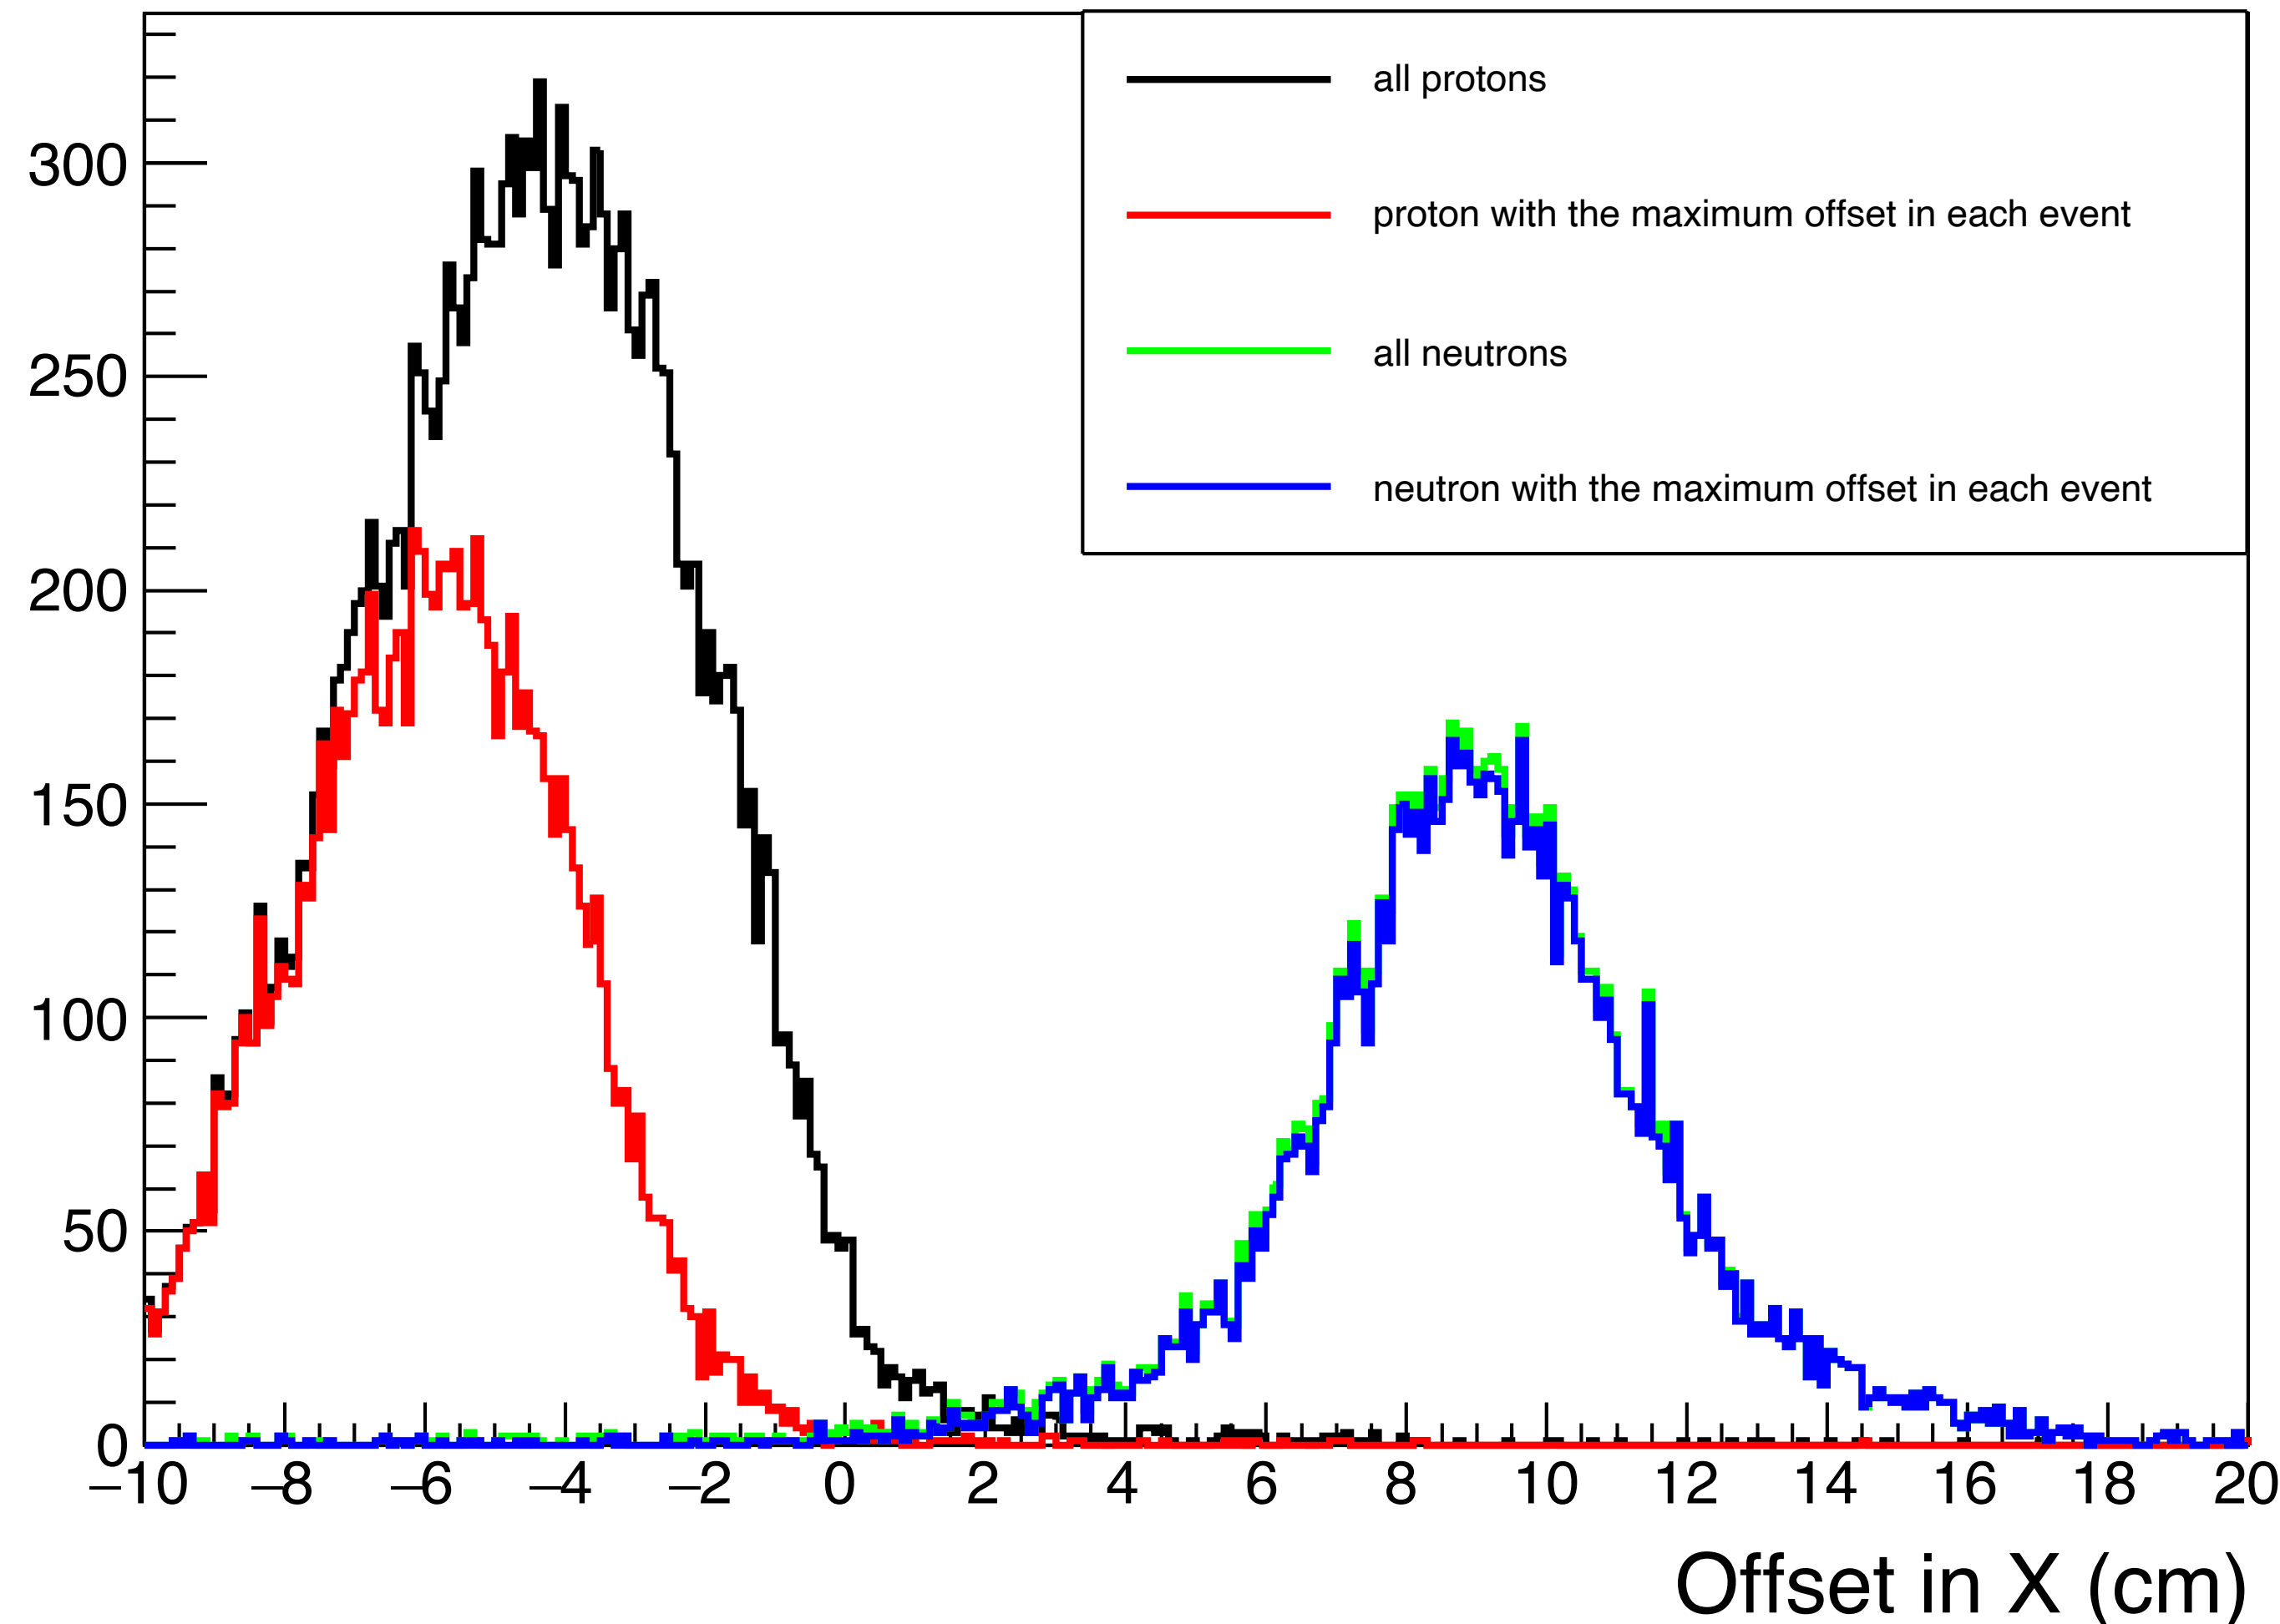 all protons
proton with the maximum offset in each event
all neutrons
neutron with the maximum offset in each event
300
250
200
150
100
50
0
−10 −8 −6 −4 −2 0 2 4 6 8 10 12 14 16 18 20
Offset in X (cm)